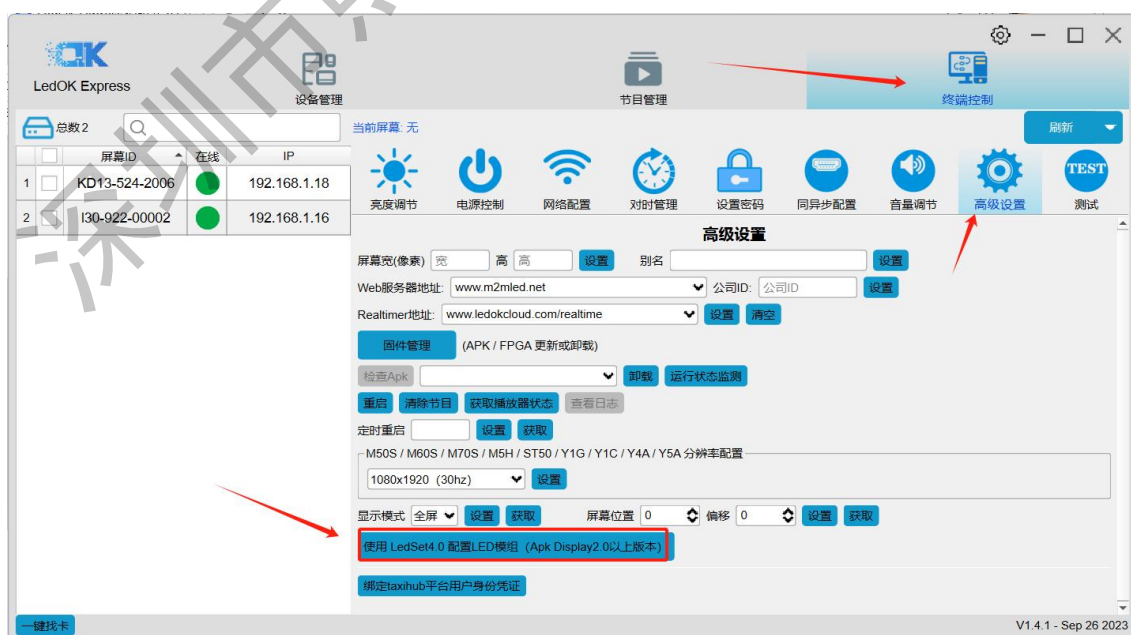 LedOK Express
设备管理
节目管理
终端控制
总数 2
当前屏幕: 无
刷新
屏幕ID 在线 IP
1 KD13-524-2006 192.168.1.18
2 I30-922-00002 192.168.1.16
亮度调节 电源控制 网络配置 对时管理 设置密码 同异步配置 音量调节 高级设置 测试
TEST
高级设置
屏幕宽(像素) 宽 高 高 设置 别名 设置
Web服务器地址: www.m2mled.net 公司ID: 公司ID 设置
Realtimer地址: www.ledokcloud.com/realtime 设置 清空
固件管理 (APK / FPGA 更新或卸载)
检查Apk 卸载 运行状态监测
重启 清除节目 获取播放器状态 查看日志
定时重启 设置 获取
M50S / M60S / M70S / M5H / ST50 / Y1G / Y1C / Y4A / Y5A 分辨率配置
1080x1920 (30hz) 设置
显示模式 全屏 设置 获取 屏幕位置 0 偏移 0 设置 获取
使用 LedSet4.0 配置LED模组 (Apk Display2.0以上版本)
绑定taxihub平台用户身份凭证
一键找卡
V1.4.1 - Sep 26 2023
深圳市